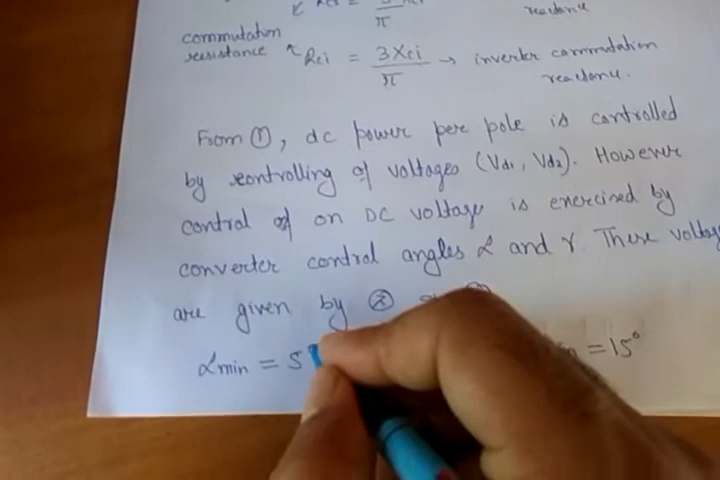 π
reactance
commutation
resistance ↖ Rci = 3Xci / π → inverter commutation
reactance.
From ①, dc power per pole is controlled
by controlling of voltages (Vd1, Vd2). However
control of on DC voltage is exercised by
converter control angles α and γ. These voltag
are given by ②
αmin = 5° = 15°